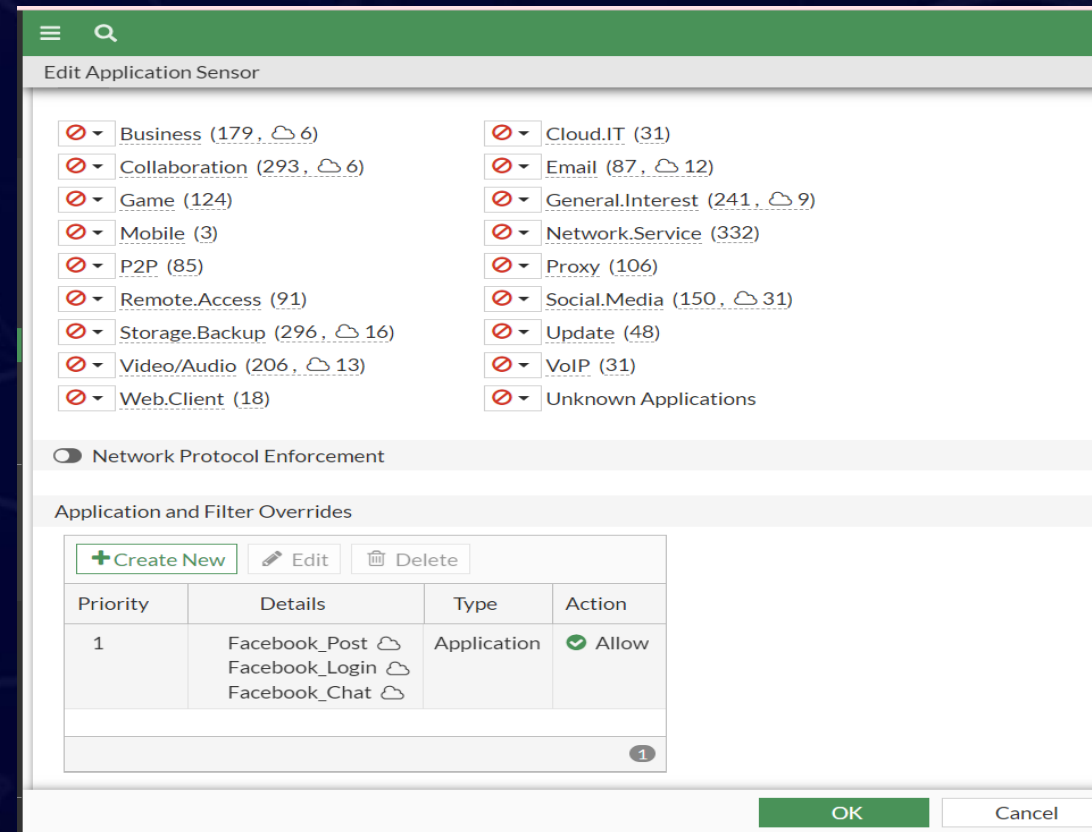 Edit Application Sensor
Business (179, 6) Cloud.IT (31)
Collaboration (293, 6) Email (87, 12)
Game (124) General.Interest (241, 9)
Mobile (3) Network.Service (332)
P2P (85) Proxy (106)
Remote.Access (91) Social.Media (150, 31)
Storage.Backup (296, 16) Update (48)
Video/Audio (206, 13) VoIP (31)
Web.Client (18) Unknown Applications
Network Protocol Enforcement
Application and Filter Overrides
Create New Edit Delete
Priority Details Type Action
1 Facebook_Post Application Allow
Facebook_Login
Facebook_Chat
1
OK Cancel